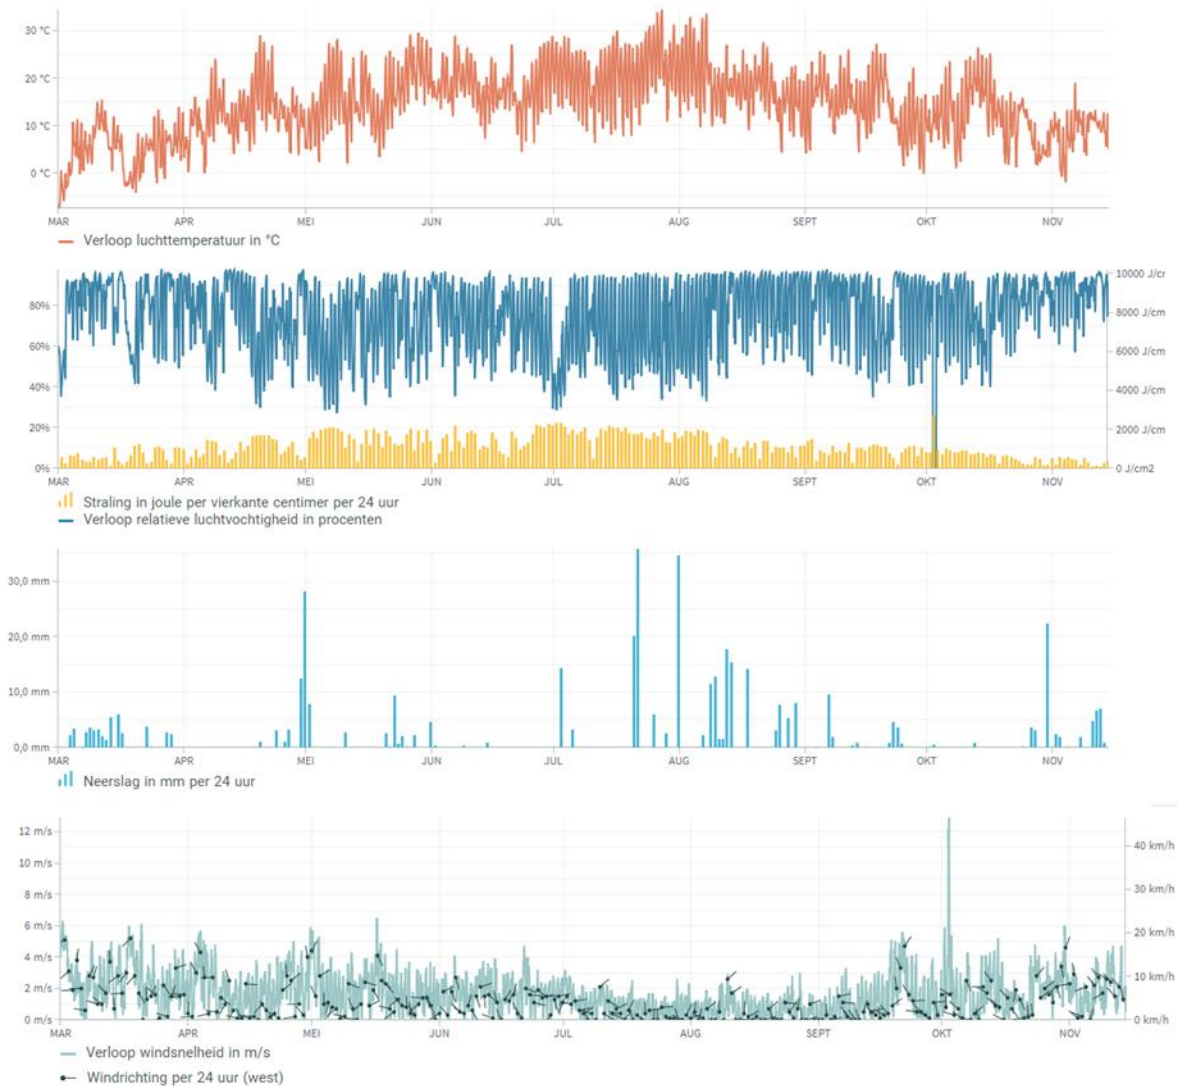 30 °C
20 °C
10 °C
0 °C
MAR APR MEI JUN JUL AUG SEPT OKT NOV
Verloop luchttemperatuur in °C
80% 10000 J/cr
60% 8000 J/cm
40% 6000 J/cm
20% 4000 J/cm
0% 2000 J/cm
0 J/cm2
MAR APR MEI JUN JUL AUG SEPT OKT NOV
Straling in joule per vierkante centimer per 24 uur
Verloop relatieve luchtvochtigheid in procenten
30,0 mm
20,0 mm
10,0 mm
0,0 mm
MAR APR MEI JUN JUL AUG SEPT OKT NOV
Neerslag in mm per 24 uur
12 m/s 40 km/h
10 m/s
8 m/s 30 km/h
6 m/s 20 km/h
4 m/s
2 m/s 10 km/h
0 m/s 0 km/h
MAR APR MEI JUN JUL AUG SEPT OKT NOV
Verloop windsnelheid in m/s
Windrichting per 24 uur (west)